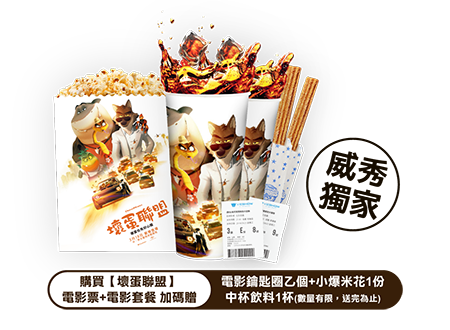 壞蛋聯盟
威秀
獨家
購買【壞蛋聯盟】
電影票+電影套餐 加碼贈
電影鑰匙圈乙個+小爆米花1份
中杯飲料1杯(數量有限，送完為止)